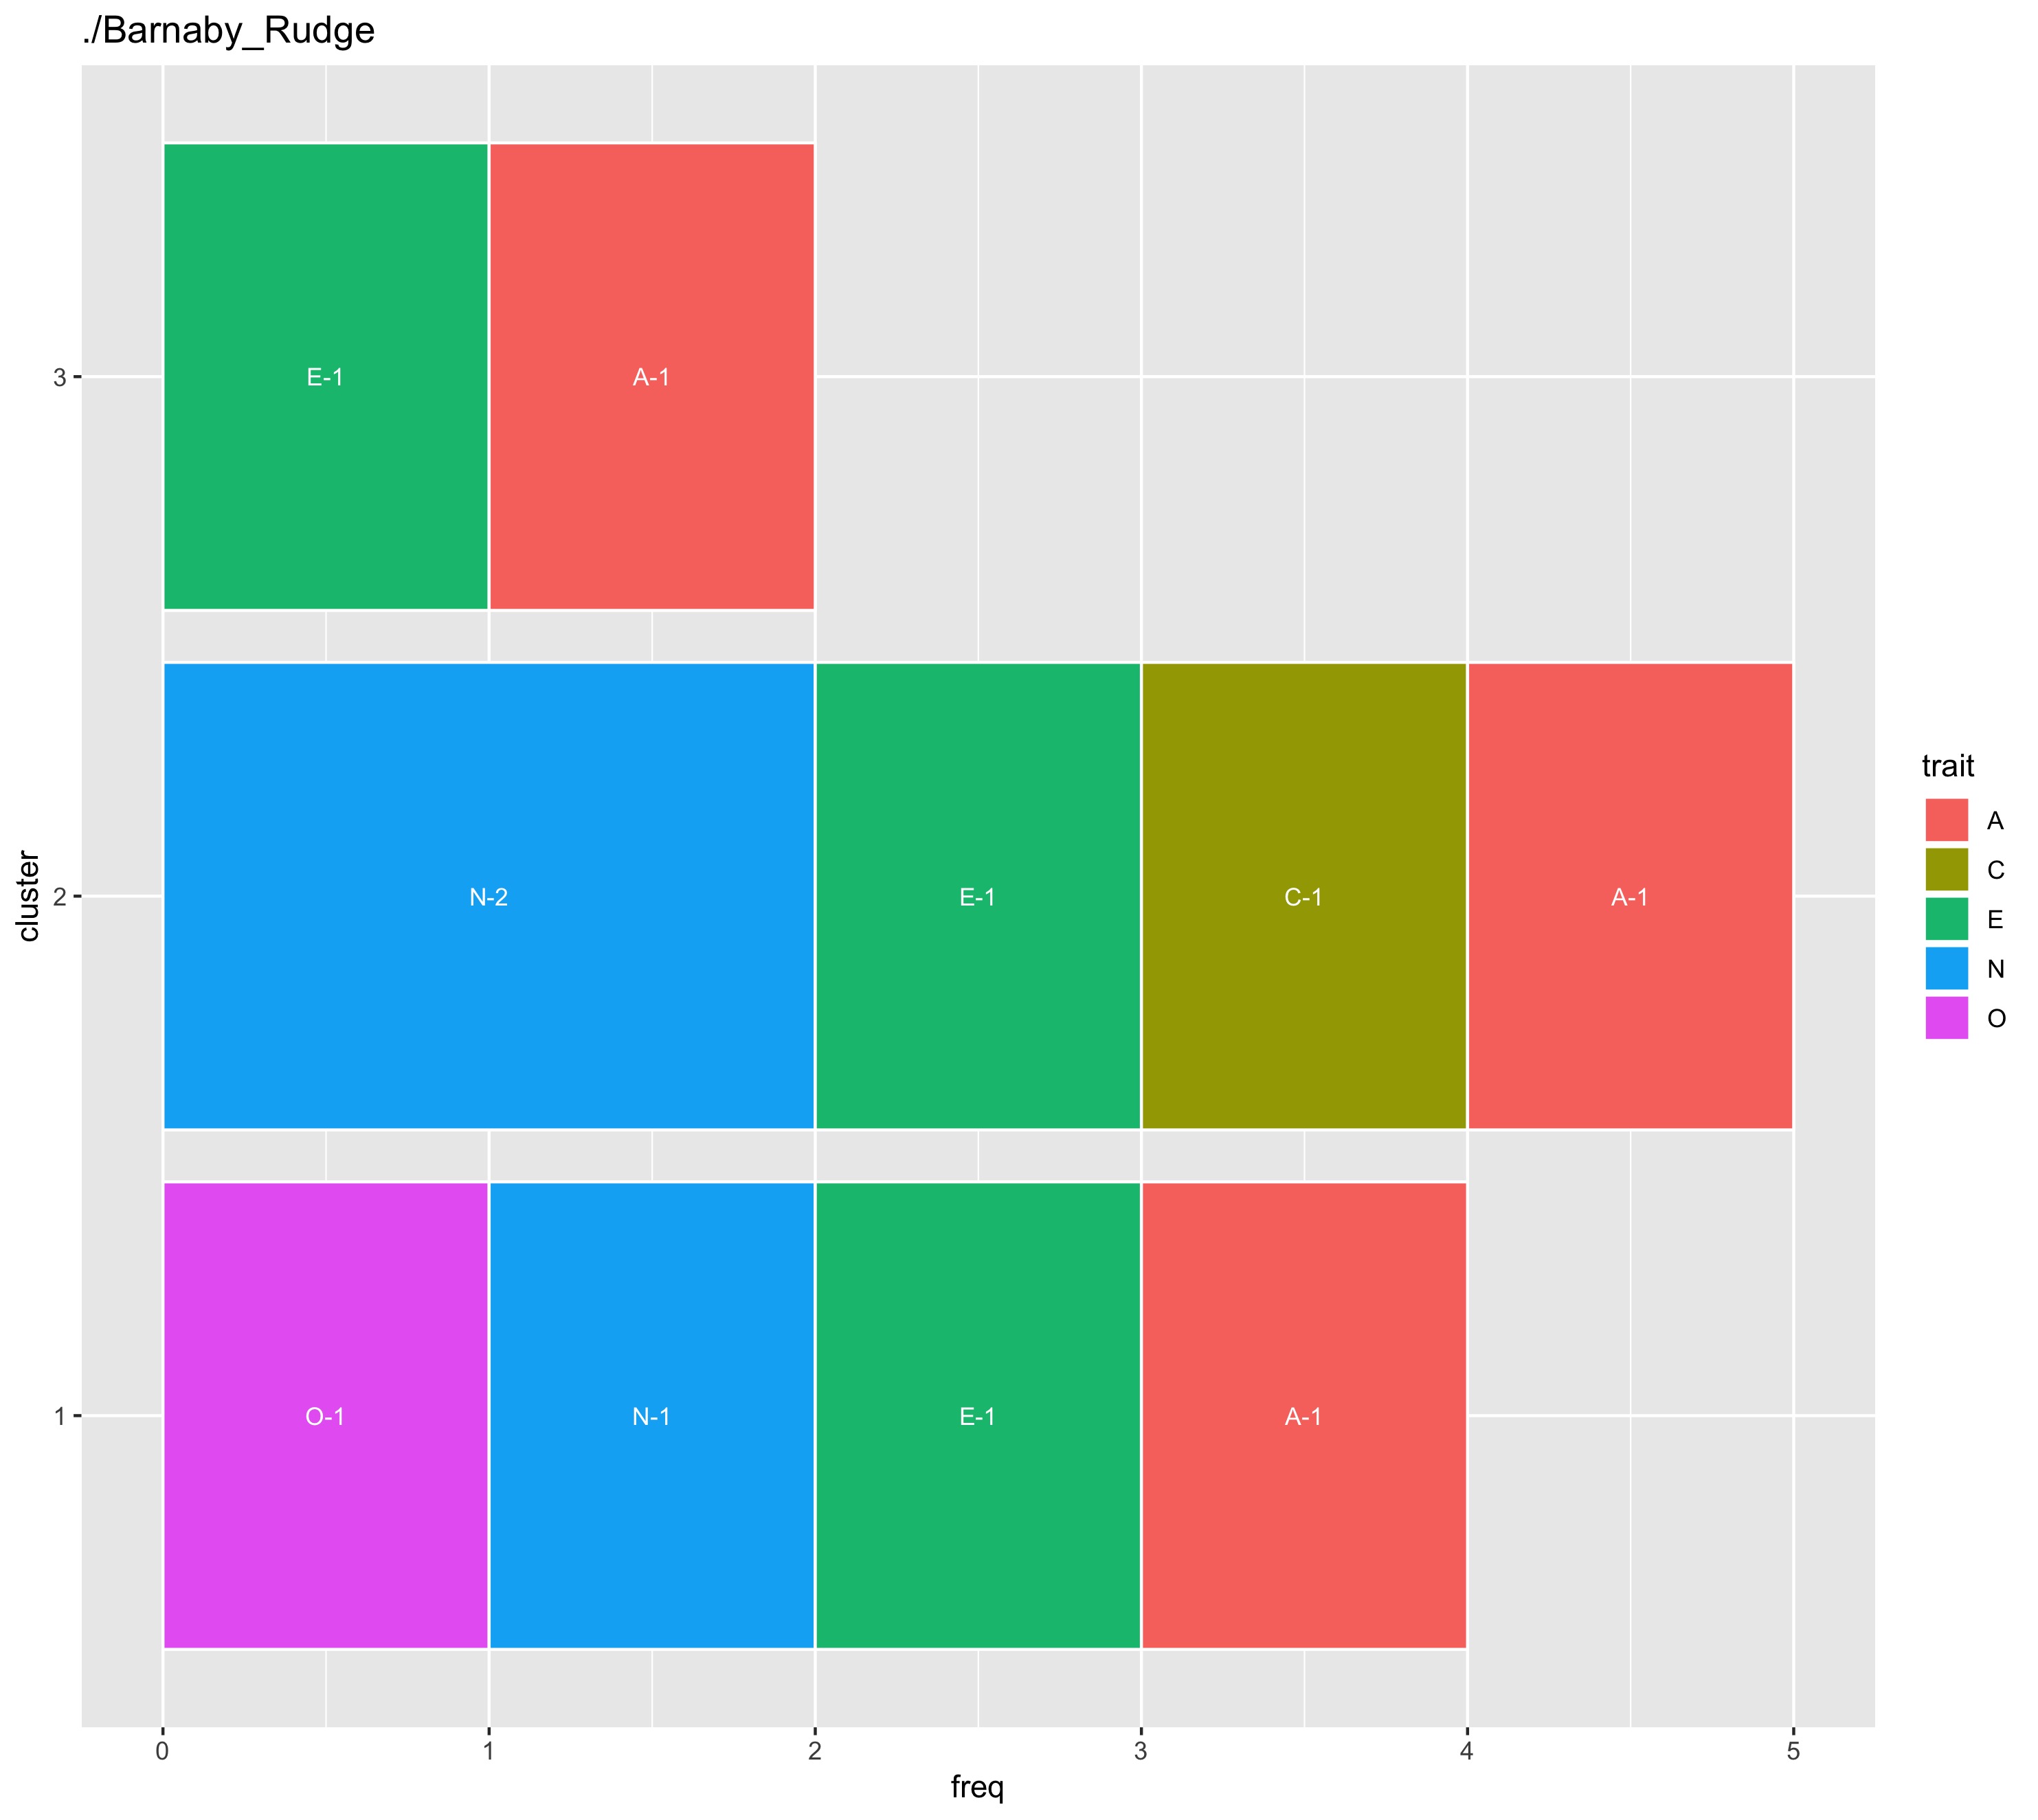 ./Barnaby_Rudge
cluster
3
E-1 A-1
2
N-2 E-1 C-1 A-1
1
O-1 N-1 E-1 A-1
0 1 2 3 4 5
freq
trait
A
C
E
N
O